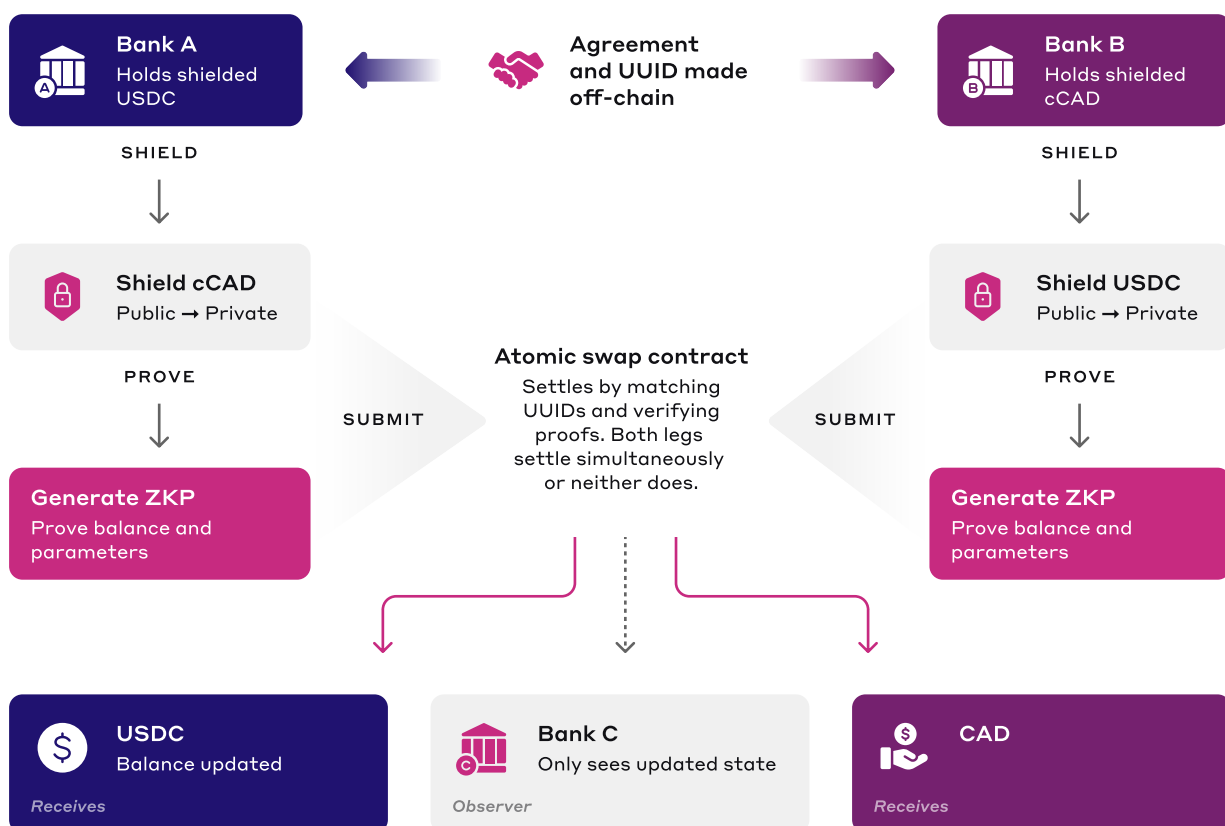 Bank A
Holds shielded
USDC
A
Agreement
and UUID made
off-chain
Bank B
Holds shielded
cCAD
B
SHIELD
SHIELD
Shield cCAD
Public → Private
Shield USDC
Public → Private
PROVE
PROVE
SUBMIT
Atomic swap contract
Settles by matching
UUIDs and verifying
proofs. Both legs
settle simultaneously
or neither does.
SUBMIT
Generate ZKP
Prove balance and
parameters
Generate ZKP
Prove balance and
parameters
$
USDC
Balance updated
Receives
C
Bank C
Only sees updated state
Observer
$
CAD
Receives